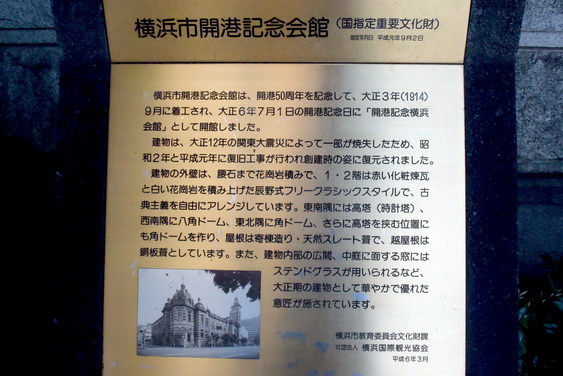 横浜市開港記念会館（国指定重要文化財）
指定年月日 平成元年9月2日
横浜市開港記念会館は、開港50周年を記念して、大正3年(1914)
9月に着工され、大正6年7月1日の開港記念日に「開港記念横浜
会館」として開館しました。
建物は、大正12年の関東大震災によって一部が焼失したため、昭
和2年と平成元年に復旧工事が行われ創建時の姿に復元されました。
建物の外壁は、腰石まで花崗岩積みで、1・2階は赤い化粧煉瓦
と白い花崗岩を積み上げた辰野式フリークラシックスタイルで、古
典主義を自由にアレンジしています。東南隅には高塔（時計塔）、
西南隅に八角ドーム、東北隅に角ドーム、さらに高塔を挟む位置に
も角ドームを作り、屋根は寄棟造り・天然スレート葺で、越屋根は
銅板葺としています。また、建物内部の広間、中庭に面する窓には
ステンドグラスが用いられるなど、
大正期の建物として華やかで優れた
意匠が施されています。
横浜市教育委員会文化財課
社団法人 横浜国際観光協会
平成6年3月